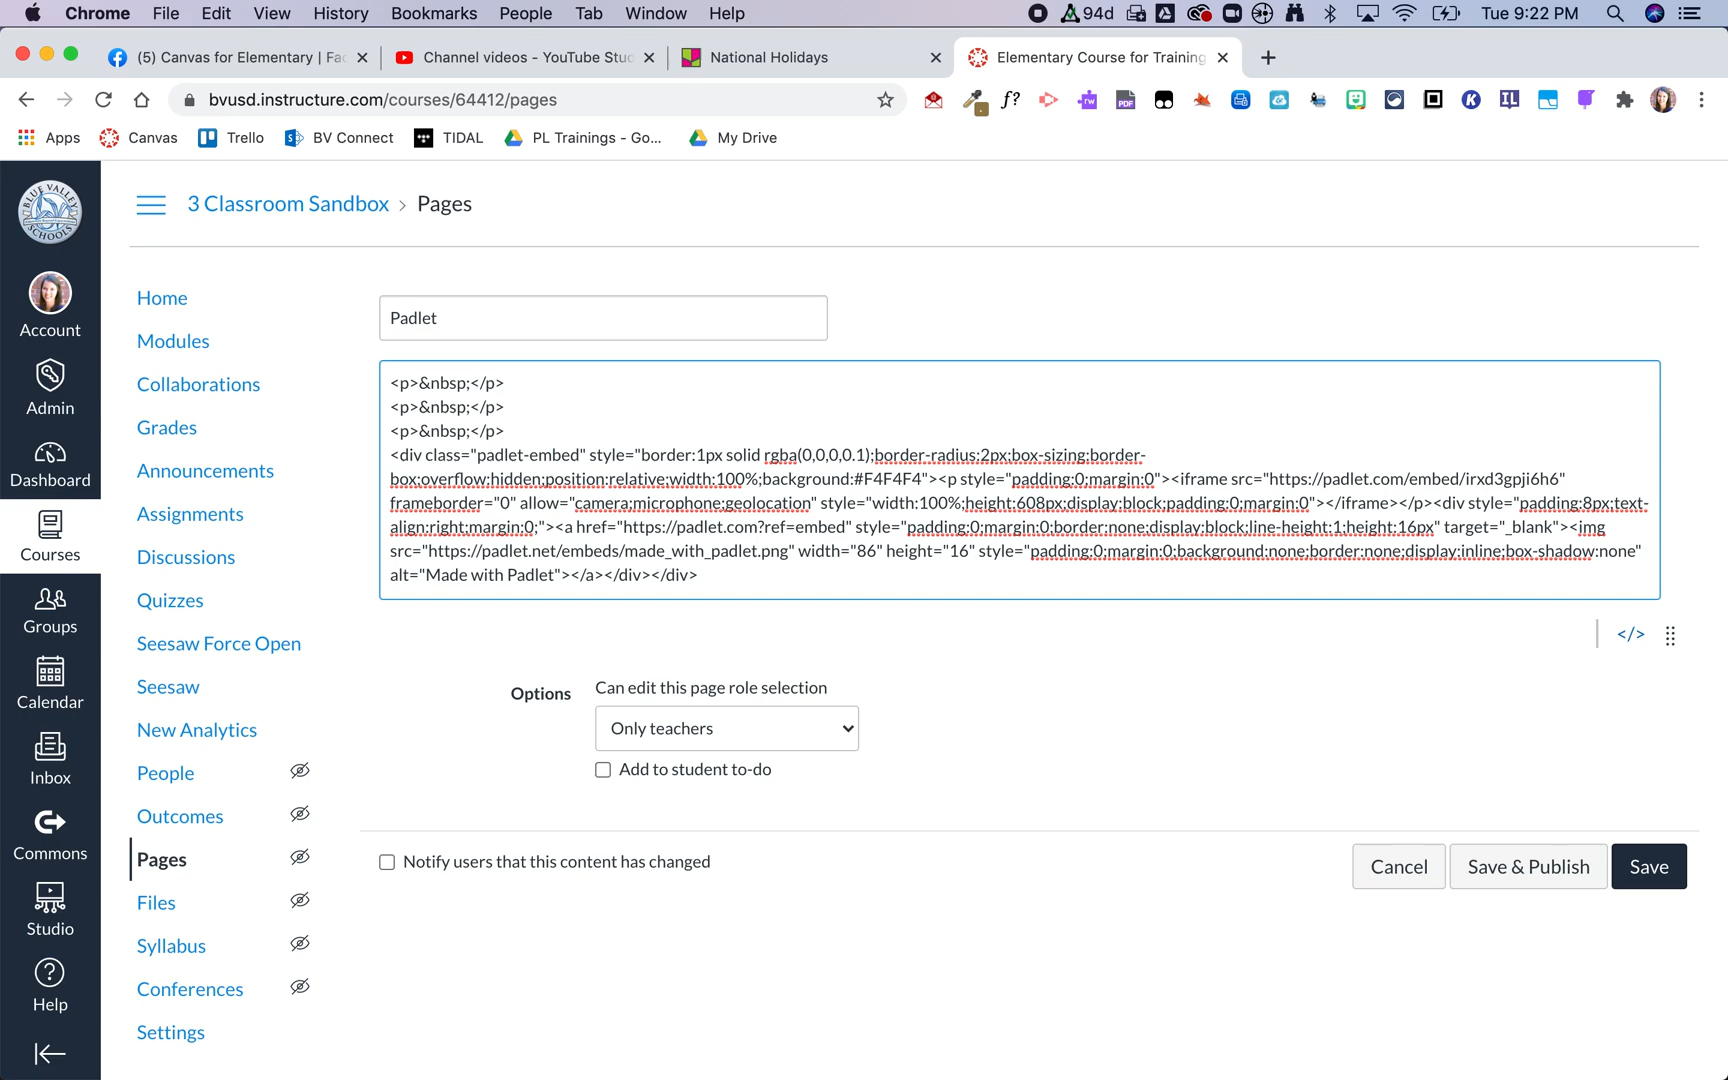 Chrome File Edit View History Bookmarks People Tab Window Help 94d Tue 9:22 PM
(5) Canvas for Elementary | Fac
Channel videos - YouTube Stud
National Holidays
Elementary Course for Training
bvusd.instructure.com/courses/64412/pages
f? rw PDF K IL
Apps Canvas Trello BV Connect TIDAL PL Trainings - Go... My Drive
BLUE VALLEY SCHOOLS
Account
Admin
Dashboard
Courses
Groups
Calendar
Inbox
Commons
Studio
Help
3 Classroom Sandbox > Pages
Home
Modules
Collaborations
Grades
Announcements
Assignments
Discussions
Quizzes
Seesaw Force Open
Seesaw
New Analytics
People
Outcomes
Pages
Files
Syllabus
Conferences
Settings
Padlet
<p>&nbsp;</p>
<p>&nbsp;</p>
<p>&nbsp;</p>
<div class="padlet-embed" style="border:1px solid rgba(0,0,0,0.1);border-radius:2px;box-sizing:border-
box;overflow:hidden;position:relative;width:100%;background:#F4F4F4"><p style="padding:0;margin:0"><iframe src="https://padlet.com/embed/irxd3gpji6h6"
frameborder="0" allow="camera;microphone;geolocation" style="width:100%;height:608px;display:block;padding:0;margin:0"></iframe></p><div style="padding:8px;text-
align:right;margin:0;"><a href="https://padlet.com?ref=embed" style="padding:0;margin:0;border:none;display:block;line-height:1;height:16px" target="_blank"><img
src="https://padlet.net/embeds/made_with_padlet.png" width="86" height="16" style="padding:0;margin:0;background:none;border:none;display:inline;box-shadow:none"
alt="Made with Padlet"></a></div></div>
</>
Options
Can edit this page role selection
Only teachers
Add to student to-do
Notify users that this content has changed
Cancel
Save & Publish
Save